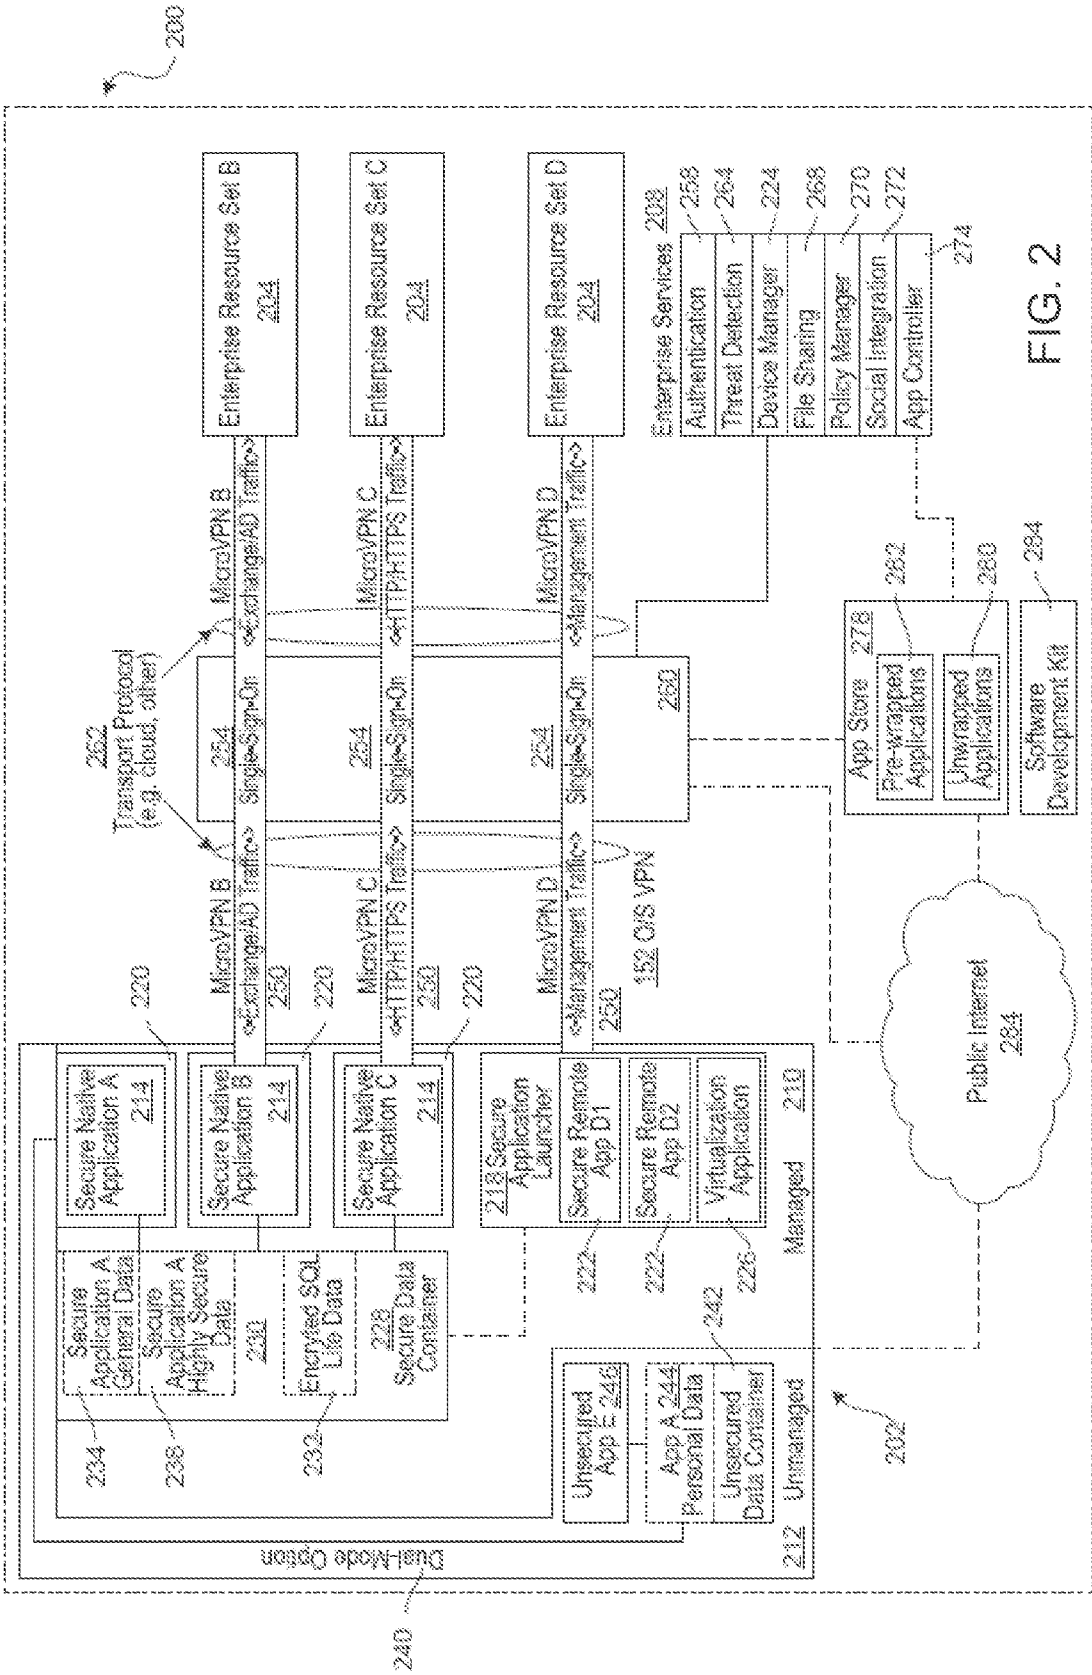 200
262
Transport Protocol
(e.g. cloud, other)
240
Dual-Mode Option
234
Secure
Application A
General Data
238
Secure
Application A
Highly Secure
Data
230
232
Encryted SQL
Life Data
228
Secure Data
Container
Secure Native
Application A
214
220
Secure Native
Application B
214
220
Secure Native
Application C
214
220
MicroVPN B
<•Exchange/AD Traffic•>
250
254
Single•Sign•On
MicroVPN B
<•Exchange/AD Traffic•>
Enterprise Resource Set B
204
MicroVPN C
<•HTTP/HTTPS Traffic•>
250
254
Single•Sign•On
MicroVPN C
<•HTTP/HTTPS Traffic•>
Enterprise Resource Set C
204
218 Secure
Application
Launcher
222
Secure Remote
App D1
222
Secure Remote
App D2
226
Virtualization
Application
MicroVPN D
<•Management Traffic•>
250
152 O/S VPN
254
Single•Sign•On
260
MicroVPN D
<•Management Traffic•>
Enterprise Resource Set D
204
Unsecured
App E 246
App A 244
Personal Data
242
Unsecured
Data Container
212
Unmanaged
Managed
210
202
Enterprise Services 208
Authentication
258
Threat Detection
264
Device Manager
224
File Sharing
268
Policy Manager
270
Social Integration
272
App Controller
274
App Store 278
Pre-wrapped
Applications
282
Unwrapped
Applications
280
Software
Development Kit
284
Public Internet
284
FIG. 2